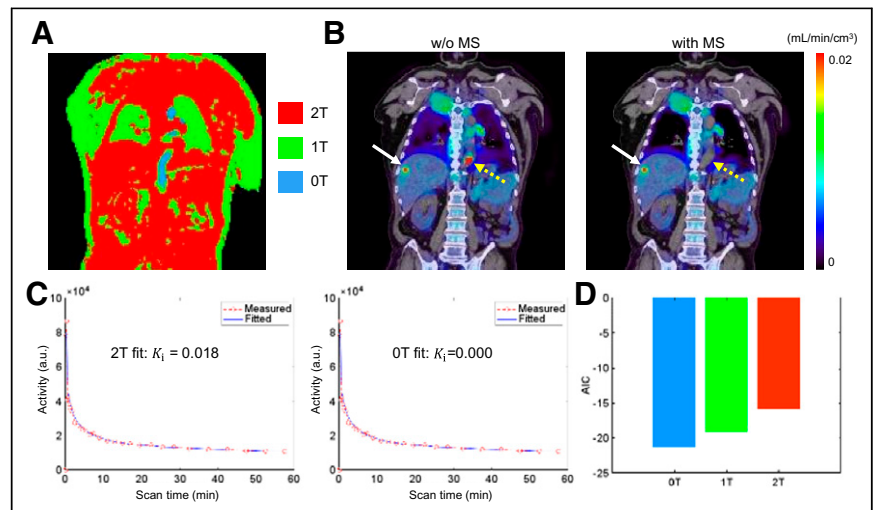 A
2T
1T
0T
B
w/o MS
with MS
(mL/min/cm³)
0.02
0
C
×10⁴
10
8
6
4
2
0
Activity (a.u.)
Measured
Fitted
2T fit: Kᵢ = 0.018
0 10 20 30 40 50 60
Scan time (min)
×10⁴
10
8
6
4
2
0
Activity (a.u.)
Measured
Fitted
0T fit: Kᵢ=0.000
0 10 20 30 40 50 60
Scan time (min)
D
0
-5
-10
-15
-20
-25
AIC
0T 1T 2T